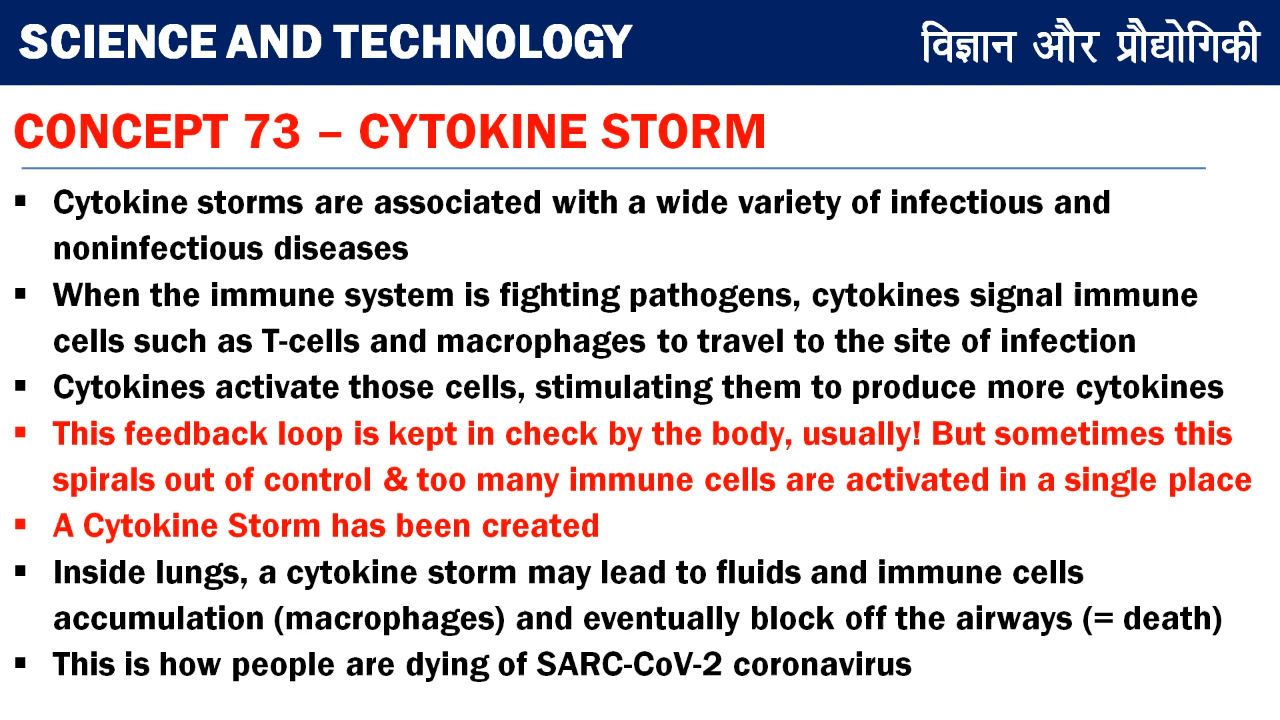 SCIENCE AND TECHNOLOGY
विज्ञान और प्रौद्योगिकी
CONCEPT 73 – CYTOKINE STORM
▪ Cytokine storms are associated with a wide variety of infectious and
noninfectious diseases
▪ When the immune system is fighting pathogens, cytokines signal immune
cells such as T-cells and macrophages to travel to the site of infection
▪ Cytokines activate those cells, stimulating them to produce more cytokines
▪ This feedback loop is kept in check by the body, usually! But sometimes this
spirals out of control & too many immune cells are activated in a single place
▪ A Cytokine Storm has been created
▪ Inside lungs, a cytokine storm may lead to fluids and immune cells
accumulation (macrophages) and eventually block off the airways (= death)
▪ This is how people are dying of SARC-CoV-2 coronavirus